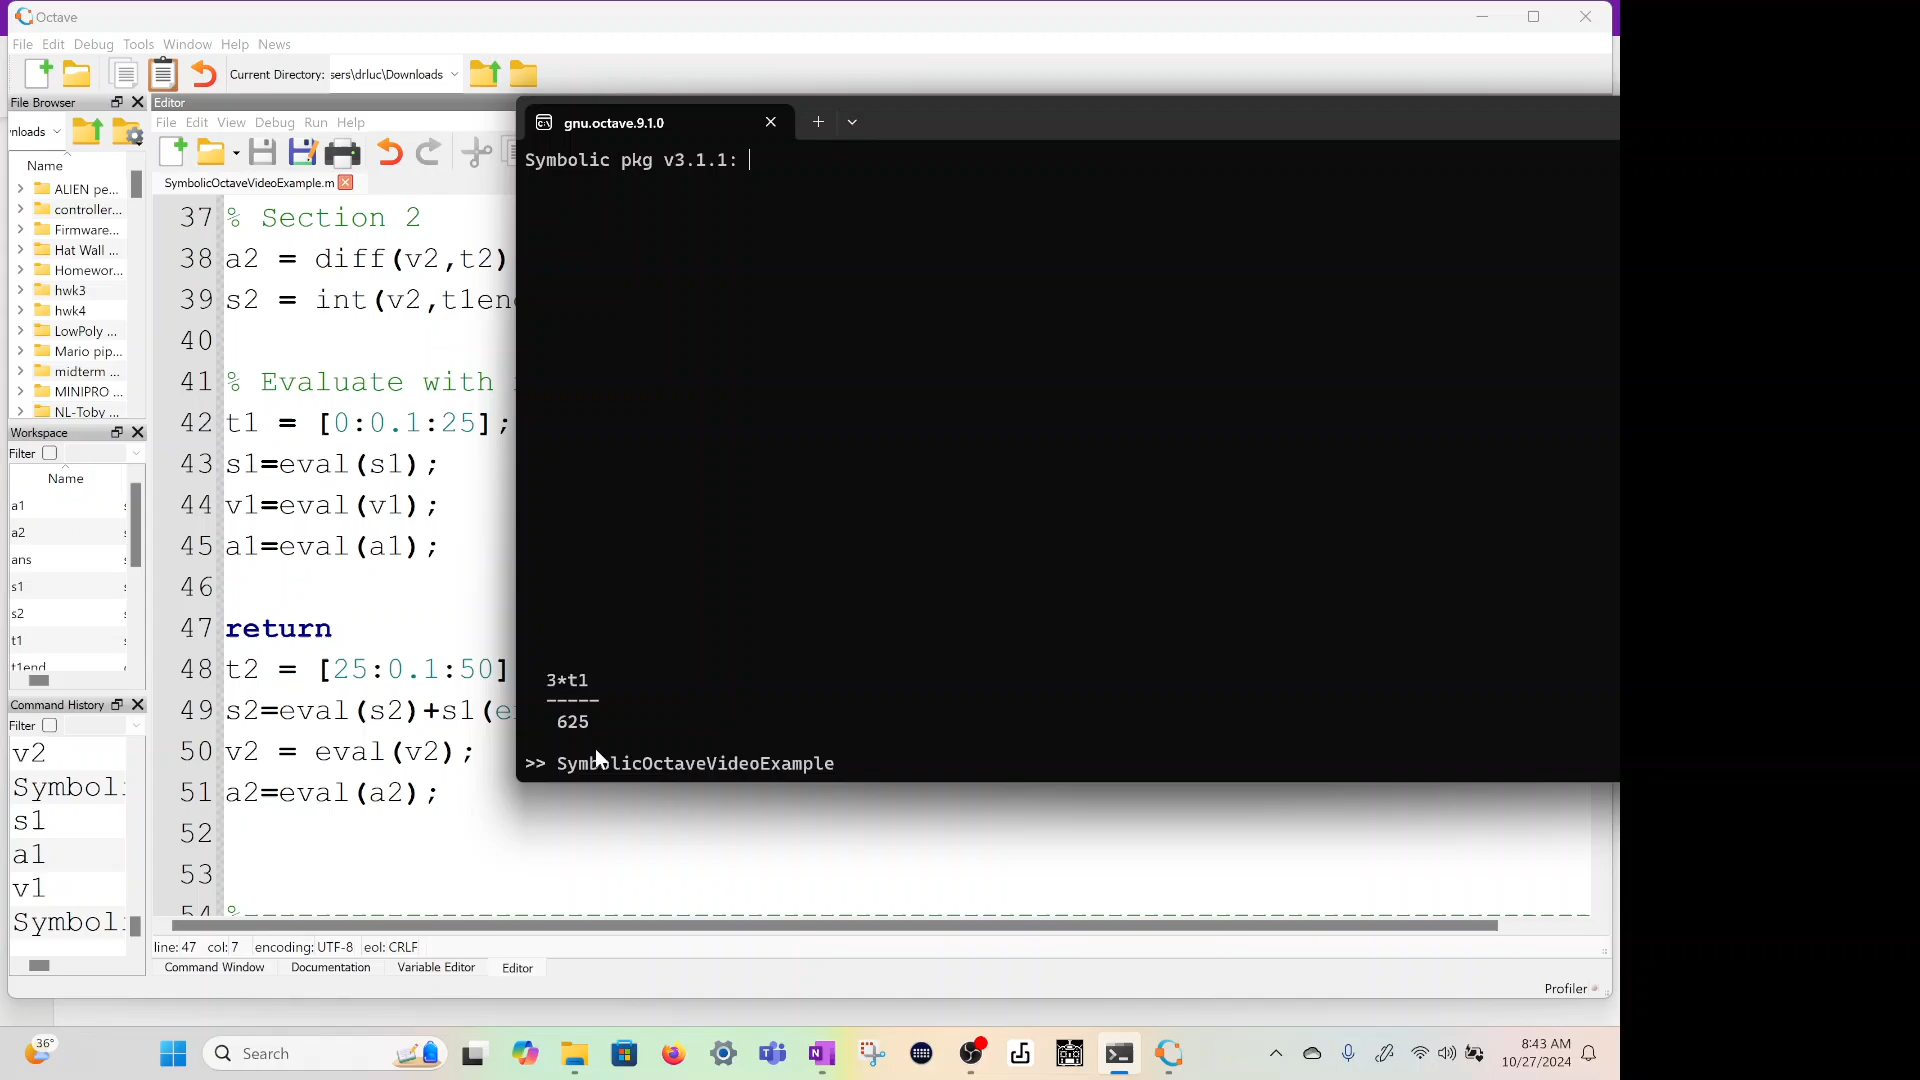 Octave
File Edit Debug Tools Window Help News
Current Directory: sers\drluc\Downloads
File Browser
Editor
nloads
File Edit View Debug Run Help
Name
SymbolicOctaveVideoExample.m
ALIEN pe...
controller...
Firmware...
Hat Wall ...
Homewor...
hwk3
hwk4
LowPoly ...
Mario pip...
midterm ...
MINIPRO ...
NL-Toby ...
Workspace
Filter
Name
a1
a2
ans
s1
s2
t1
t1end
Command History
Filter
v2
Symboli
s1
a1
v1
Symboli
37 % Section 2
38 a2 = diff(v2,t2)
39 s2 = int(v2,t1en
40
41 % Evaluate with
42 t1 = [0:0.1:25];
43 s1=eval(s1);
44 v1=eval(v1);
45 a1=eval(a1);
46
47 return
48 t2 = [25:0.1:50]
49 s2=eval(s2)+s1(e
50 v2 = eval(v2);
51 a2=eval(a2);
52
53
54 %------------------------------------------------------------
gnu.octave.9.1.0
Symbolic pkg v3.1.1:
3*t1
-----
625
>> SymbolicOctaveVideoExample
line: 47 col: 7 encoding: UTF-8 eol: CRLF
Command Window Documentation Variable Editor Editor
Profiler
36°
Search
8:43 AM
10/27/2024